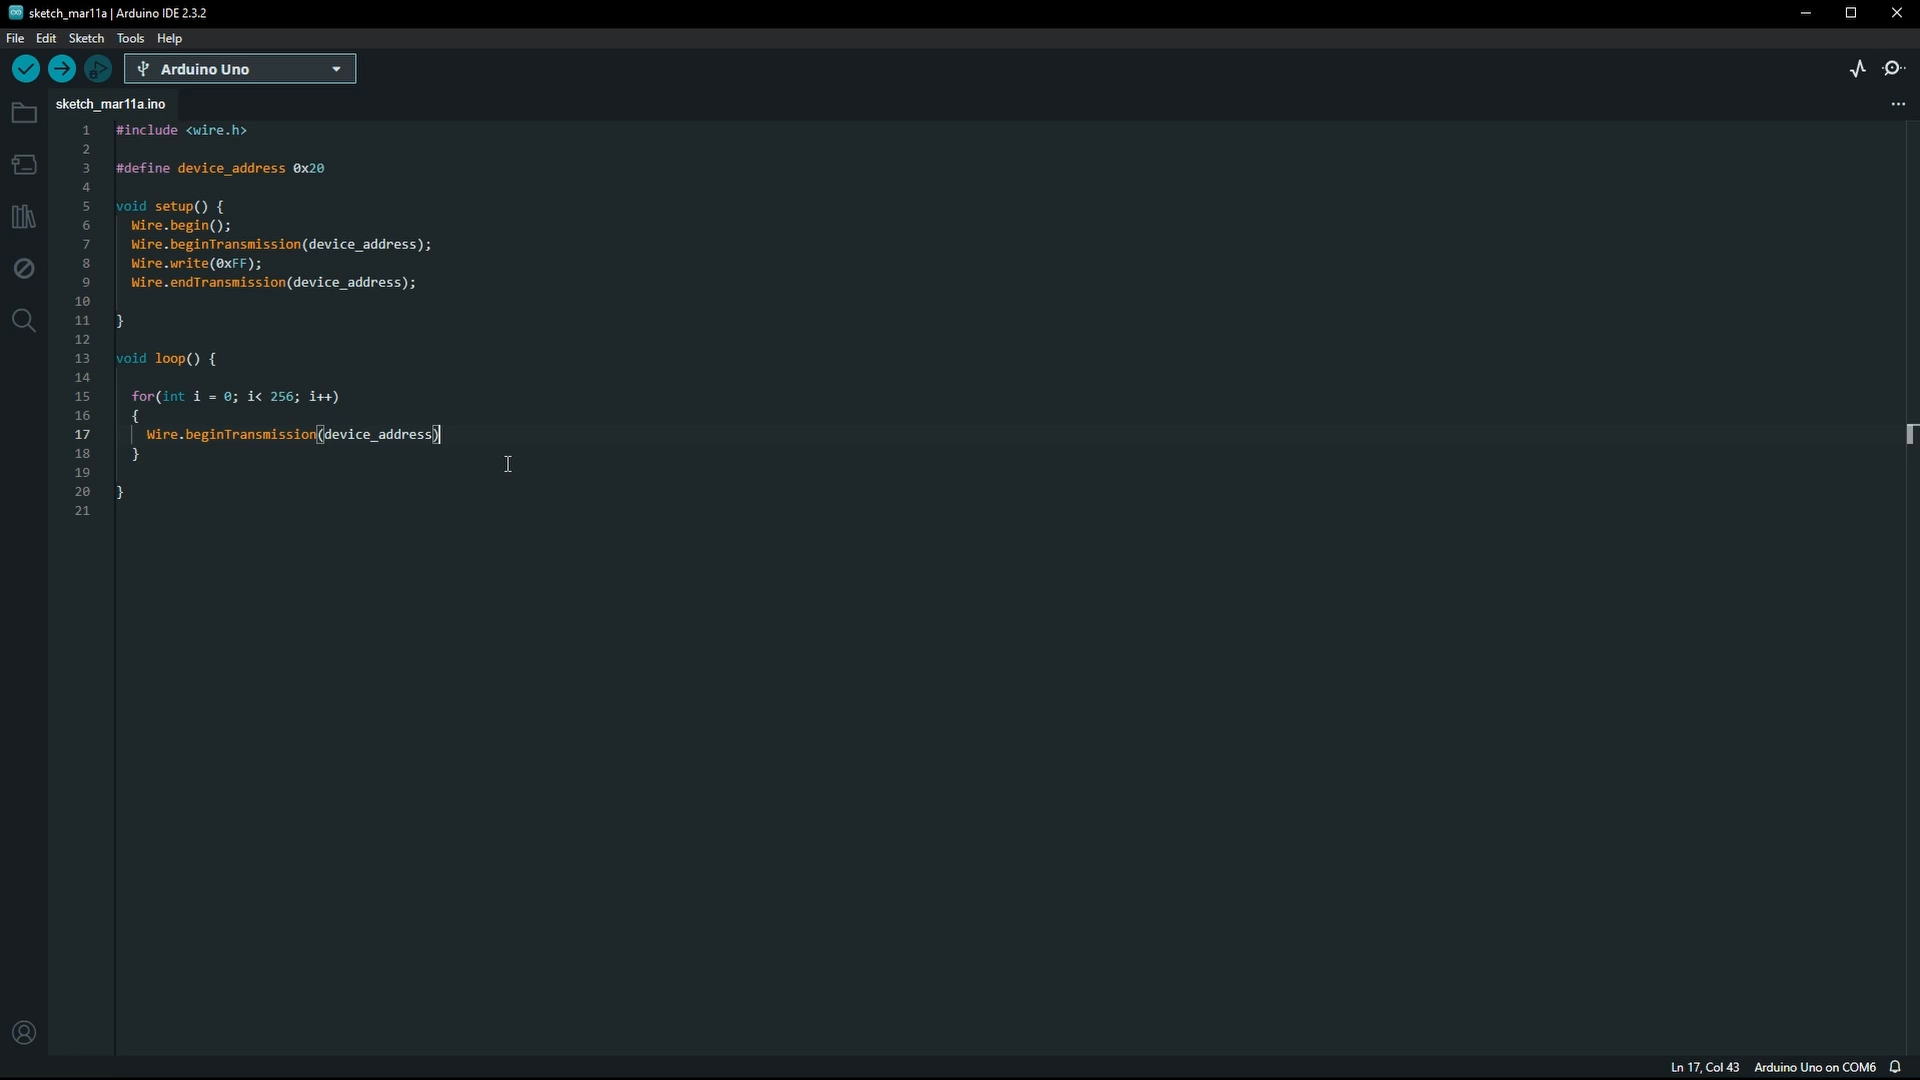 sketch_mar11a | Arduino IDE 2.3.2
File Edit Sketch Tools Help
Arduino Uno
sketch_mar11a.ino
1 #include <wire.h>
2
3 #define device_address 0x20
4
5 void setup() {
6 Wire.begin();
7 Wire.beginTransmission(device_address);
8 Wire.write(0xFF);
9 Wire.endTransmission(device_address);
10
11 }
12
13 void loop() {
14
15 for(int i = 0; i< 256; i++)
16 {
17 Wire.beginTransmission(device_address)
18 }
19
20 }
21
Ln 17, Col 43 Arduino Uno on COM6